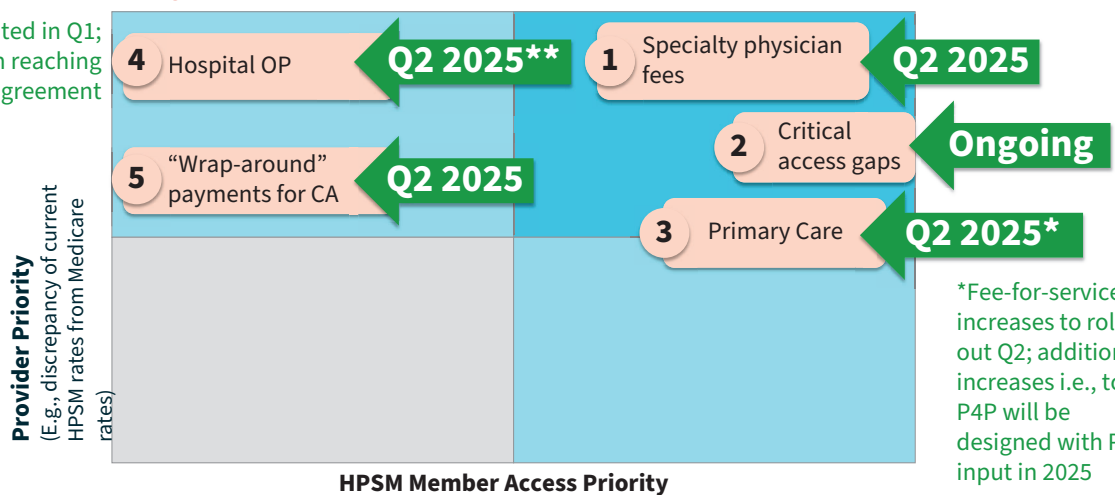 ted in Q1;
reaching
greement
4 Hospital OP
Q2 2025**
1 Specialty physician
fees
Q2 2025
2 Critical
access gaps
Ongoing
5 “Wrap-around”
payments for CA
Q2 2025
3 Primary Care
Q2 2025*
Provider Priority
(E.g., discrepancy of current
HPSM rates from Medicare
rates)
*Fee-for-service
increases to rol
out Q2; addition
increases i.e., to
P4P will be
designed with P
input in 2025
HPSM Member Access Priority